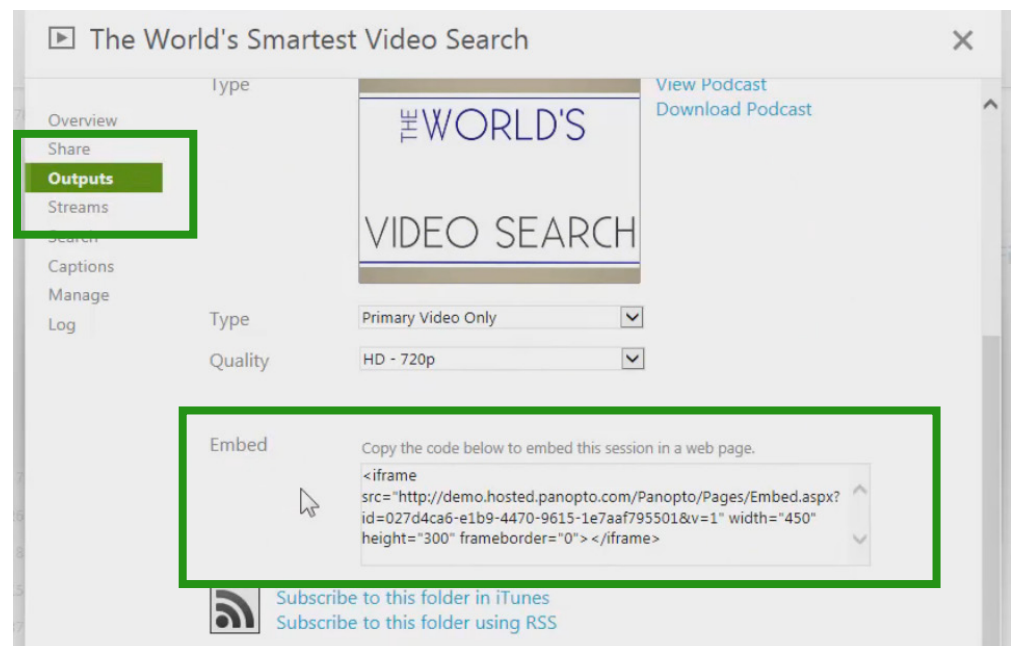 The World's Smartest Video Search
Overview
Share
Outputs
Streams
Search
Captions
Manage
Log
Type
THE WORLD'S
VIDEO SEARCH
View Podcast
Download Podcast
Type Primary Video Only
Quality HD - 720p
Embed Copy the code below to embed this session in a web page.
<iframe
src="http://demo.hosted.panopto.com/Panopto/Pages/Embed.aspx?
id=027d4ca6-e1b9-4470-9615-1e7aaf795501&v=1" width="450"
height="300" frameborder="0"></iframe>
Subscribe to this folder in iTunes
Subscribe to this folder using RSS